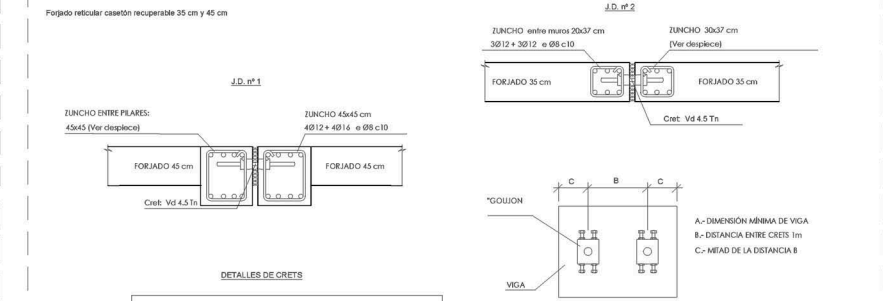 Forjado reticular casetón recuperable 35 cm y 45 cm
J.D. nº 1
ZUNCHO ENTRE PILARES:
45x45 (Ver despiece)
ZUNCHO 45x45 cm
4Ø12 + 4Ø16 e Ø8 c10
FORJADO 45 cm
FORJADO 45 cm
Cret: Vd 4.5 Tn
DETALLES DE CRETS
J.D. nº 2
ZUNCHO entre muros 20x37 cm
3Ø12 + 3Ø12 e Ø8 c10
ZUNCHO 30x37 cm
(Ver despiece)
FORJADO 35 cm
FORJADO 35 cm
Cret: Vd 4.5 Tn
C B C
"GOUJON
VIGA
A.- DIMENSIÓN MÍNIMA DE VIGA
B.- DISTANCIA ENTRE CRETS 1m
C.- MITAD DE LA DISTANCIA B